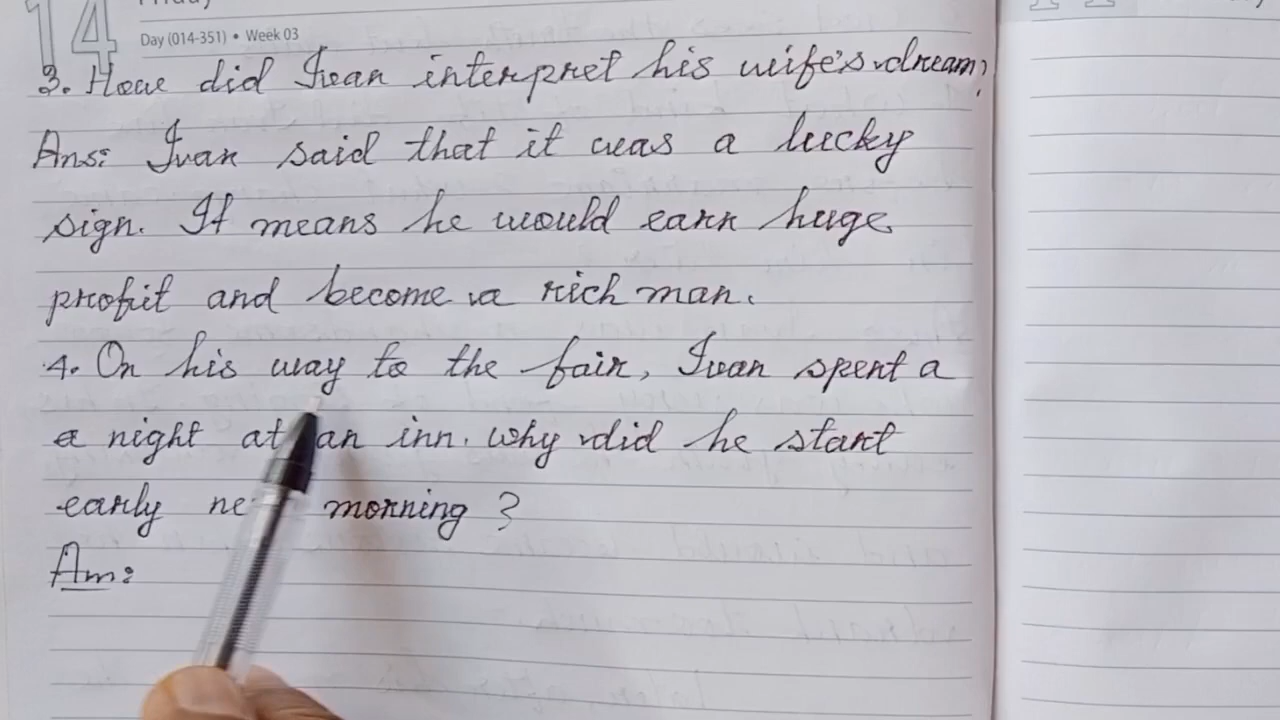 14
Day (014-351) • Week 03
3. How did Ivan interpret his wife's dream?
Ans: Ivan said that it was a lucky
sign. It means he would earn huge
profit and become a rich man.
4. On his way to the fair, Ivan spent a
a night at an inn. Why did he start
early ne morning?
Ans: